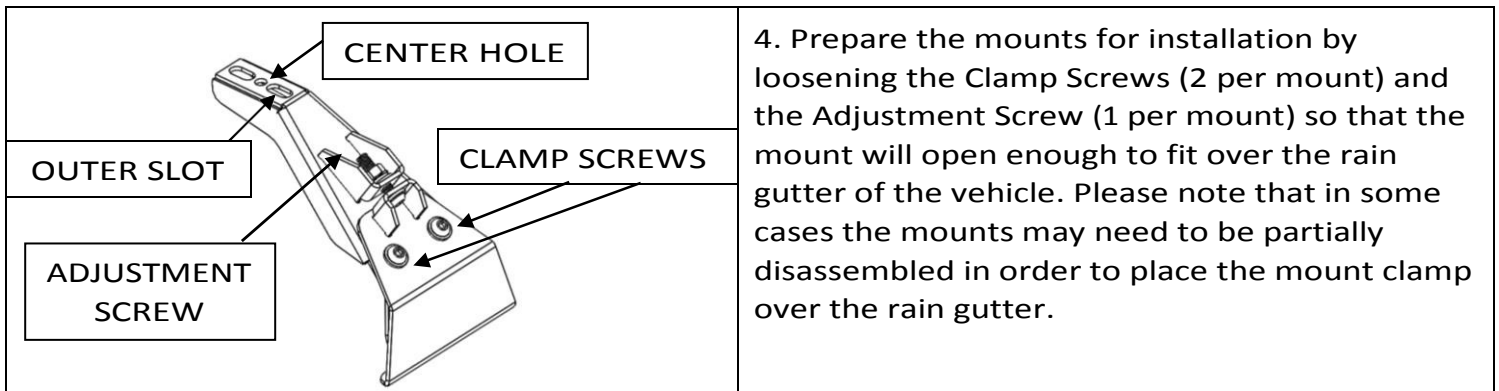 CENTER HOLE
OUTER SLOT
CLAMP SCREWS
ADJUSTMENT
SCREW
4. Prepare the mounts for installation by
loosening the Clamp Screws (2 per mount) and
the Adjustment Screw (1 per mount) so that the
mount will open enough to fit over the rain
gutter of the vehicle. Please note that in some
cases the mounts may need to be partially
disassembled in order to place the mount clamp
over the rain gutter.